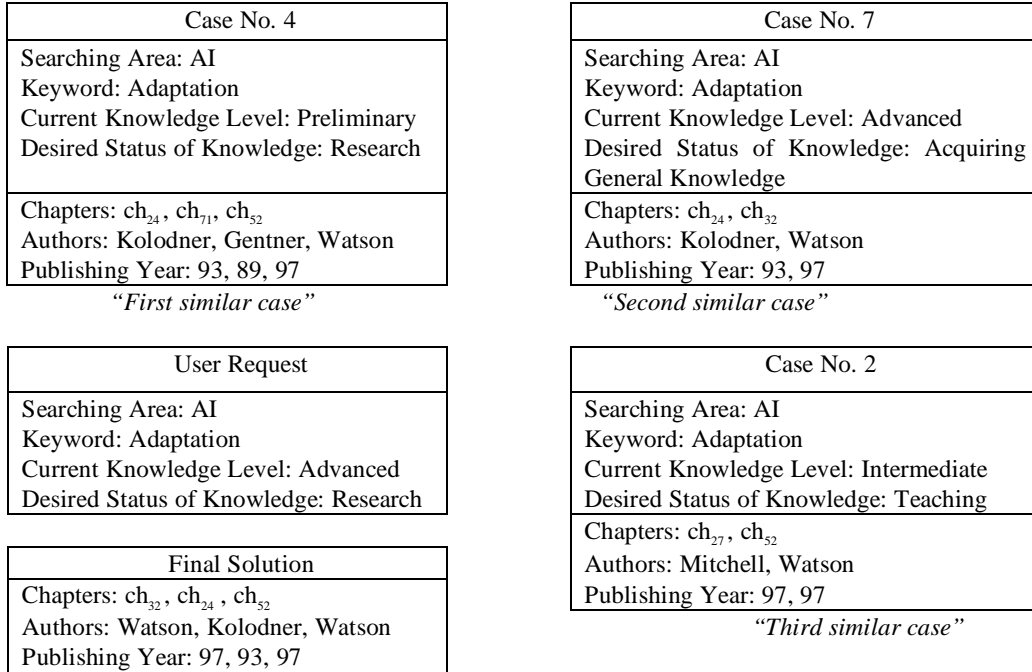 Case No. 4
Searching Area: AI
Keyword: Adaptation
Current Knowledge Level: Preliminary
Desired Status of Knowledge: Research
Chapters: ch₂₄, ch₇₁, ch₅₂
Authors: Kolodner, Gentner, Watson
Publishing Year: 93, 89, 97
“First similar case”
Case No. 7
Searching Area: AI
Keyword: Adaptation
Current Knowledge Level: Advanced
Desired Status of Knowledge: Acquiring
General Knowledge
Chapters: ch₂₄, ch₃₂
Authors: Kolodner, Watson
Publishing Year: 93, 97
“Second similar case”
User Request
Searching Area: AI
Keyword: Adaptation
Current Knowledge Level: Advanced
Desired Status of Knowledge: Research
Final Solution
Chapters: ch₃₂, ch₂₄ , ch₅₂
Authors: Watson, Kolodner, Watson
Publishing Year: 97, 93, 97
Case No. 2
Searching Area: AI
Keyword: Adaptation
Current Knowledge Level: Intermediate
Desired Status of Knowledge: Teaching
Chapters: ch₂₇, ch₅₂
Authors: Mitchell, Watson
Publishing Year: 97, 97
“Third similar case”